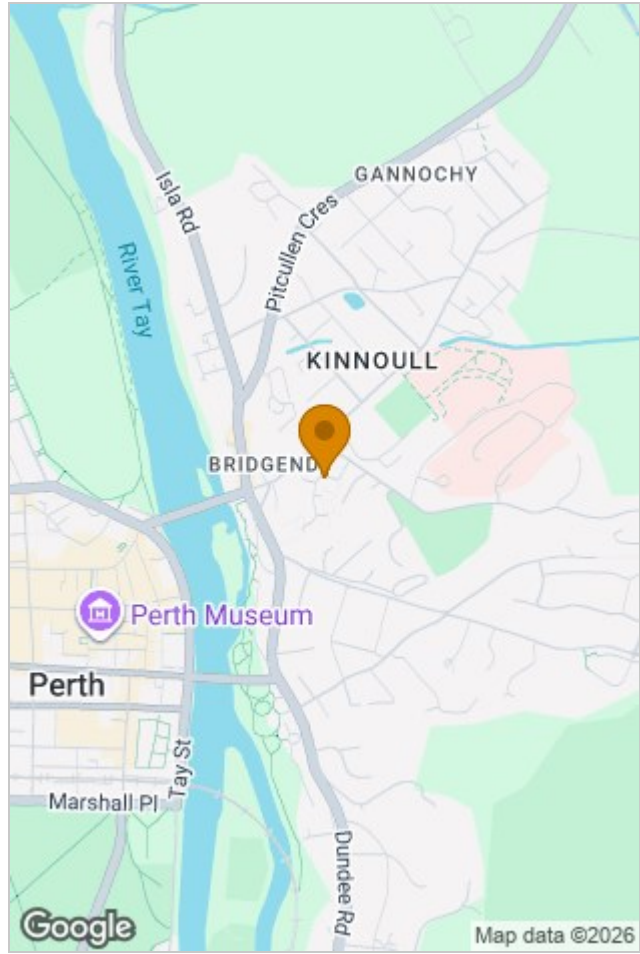 GANNOCHY
Isla Rd
Pitcullen Cres
River Tay
KINNOULL
BRIDGEND
Perth Museum
Perth
Tay St
Marshall Pl
Dundee Rd
Google
Map data ©2026